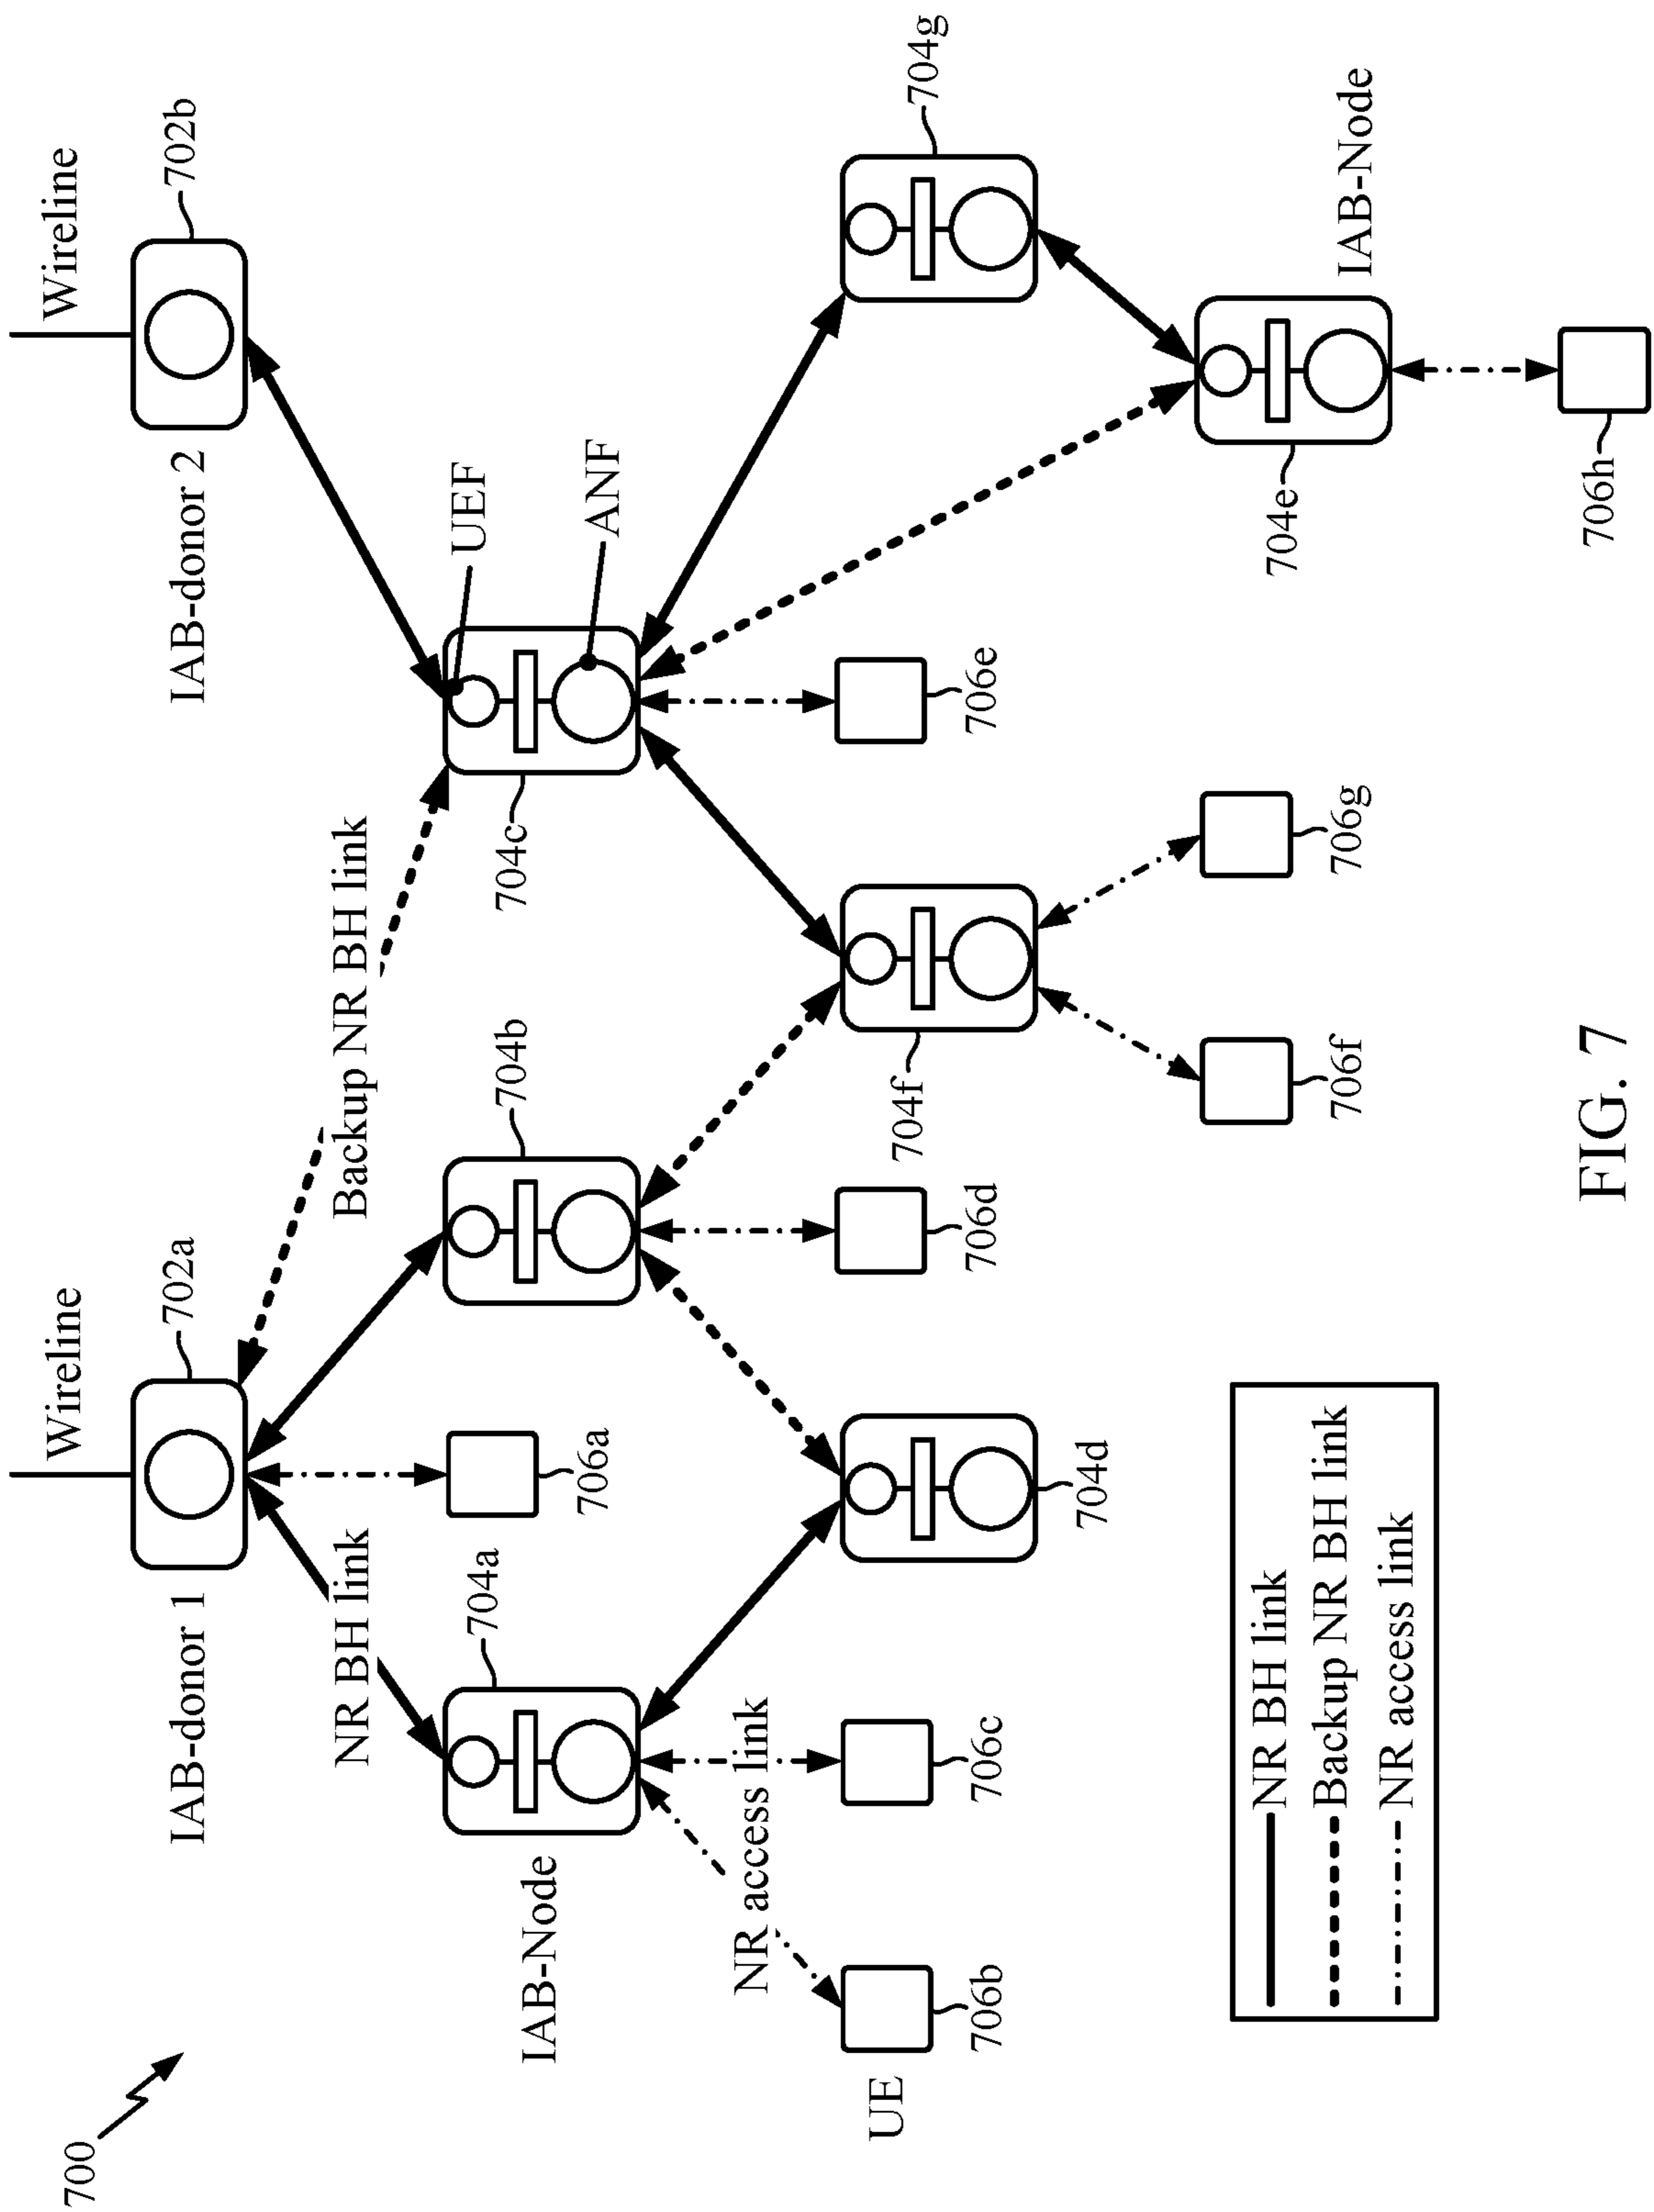 700
Wireline
Wireline
IAB-donor 1
702a
IAB-donor 2
702b
NR BH link
Backup NR BH link
UEF
ANF
IAB-Node
704a
706a
704b
704c
NR access link
UE
706b
706c
704d
706d
704f
706e
704g
706f
706g
704e
IAB-Node
706h
NR BH link
Backup NR BH link
NR access link
FIG. 7